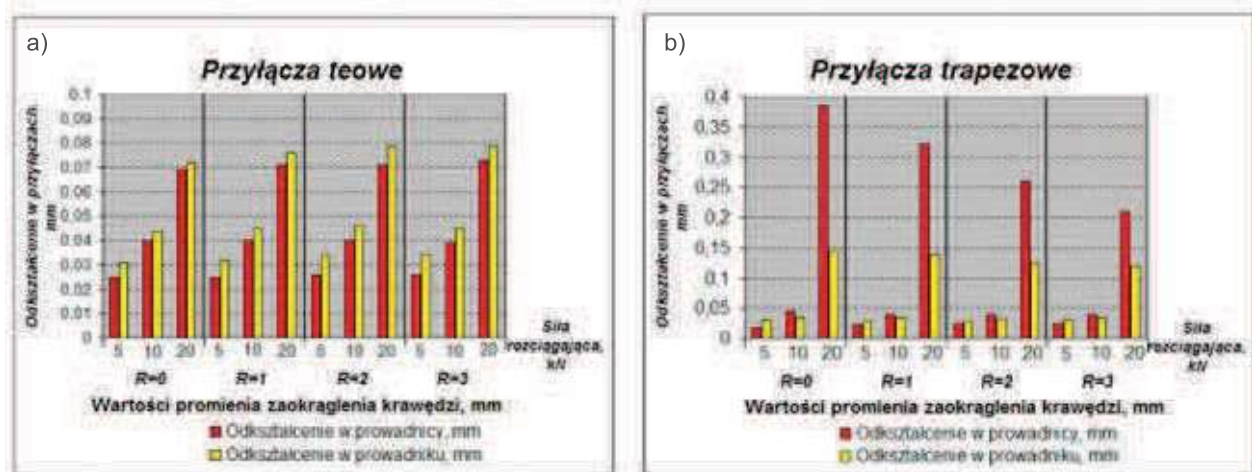 a)
Przyłącza teowe
Odkształcenie w przyłączach
mm
0.1
0.09
0.08
0.07
0.06
0.05
0.04
0.03
0.02
0.01
0
5 10 20 5 10 20 5 10 20 5 10 20
R=0 R=1 R=2 R=3
Siła
rozciągająca,
kN
Wartości promienia zaokrąglenia krawędzi, mm
Odkształcenie w prowadnicy, mm
Odkształcenie w prowadniku, mm
b)
Przyłącza trapezowe
Odkształcenie w przyłączach
mm
0,4
0,35
0,3
0,25
0,2
0,15
0,1
0,05
0
5 10 20 5 10 20 5 10 20 5 10 20
R=0 R=1 R=2 R=3
Siła
rozciągająca,
kN
Wartości promienia zaokrąglenia krawędzi, mm
Odkształcenie w prowadnicy, mm
Odkształcenie w prowadniku, mm